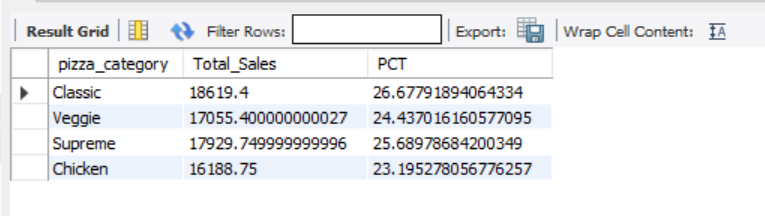 Result Grid Filter Rows: Export: Wrap Cell Content: IA
pizza_category Total_Sales PCT
Classic 18619.4 26.67791894064334
Veggie 17055.400000000027 24.437016160577095
Supreme 17929.749999999996 25.68978684200349
Chicken 16188.75 23.195278056776257